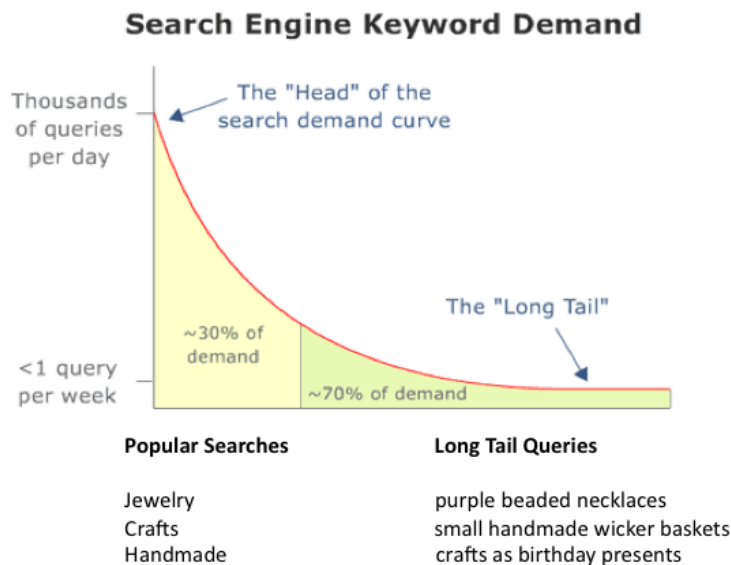 Search Engine Keyword Demand
Thousands
of queries
per day
The "Head" of the
search demand curve
The "Long Tail"
~30% of
demand
<1 query
per week
~70% of demand
Popular Searches
Long Tail Queries
Jewelry
purple beaded necklaces
Crafts
small handmade wicker baskets
Handmade
crafts as birthday presents